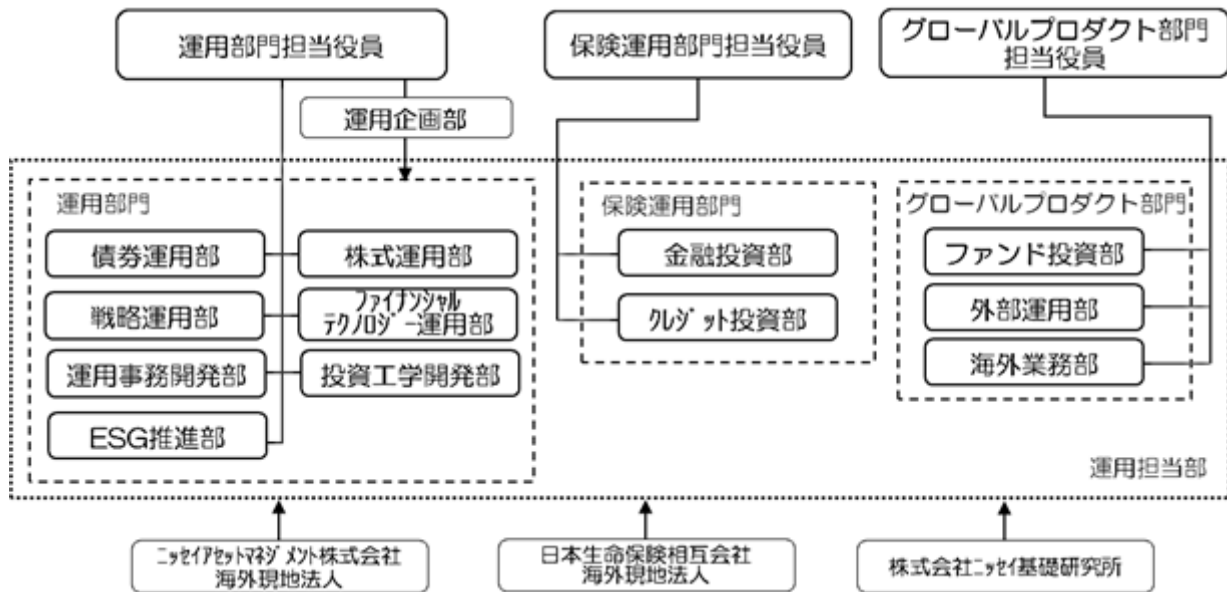 運用部門担当役員
保険運用部門担当役員
グローバルプロダクト部門
担当役員
運用企画部
運用部門
債券運用部
株式運用部
戦略運用部
ファイナンシャル
テクノロジー運用部
運用事務開発部
投資工学開発部
ESG推進部
保険運用部門
金融投資部
クレジット投資部
グローバルプロダクト部門
ファンド投資部
外部運用部
海外業務部
運用担当部
ニッセイアセットマネジメント株式会社
海外現地法人
日本生命保険相互会社
海外現地法人
株式会社ニッセイ基礎研究所